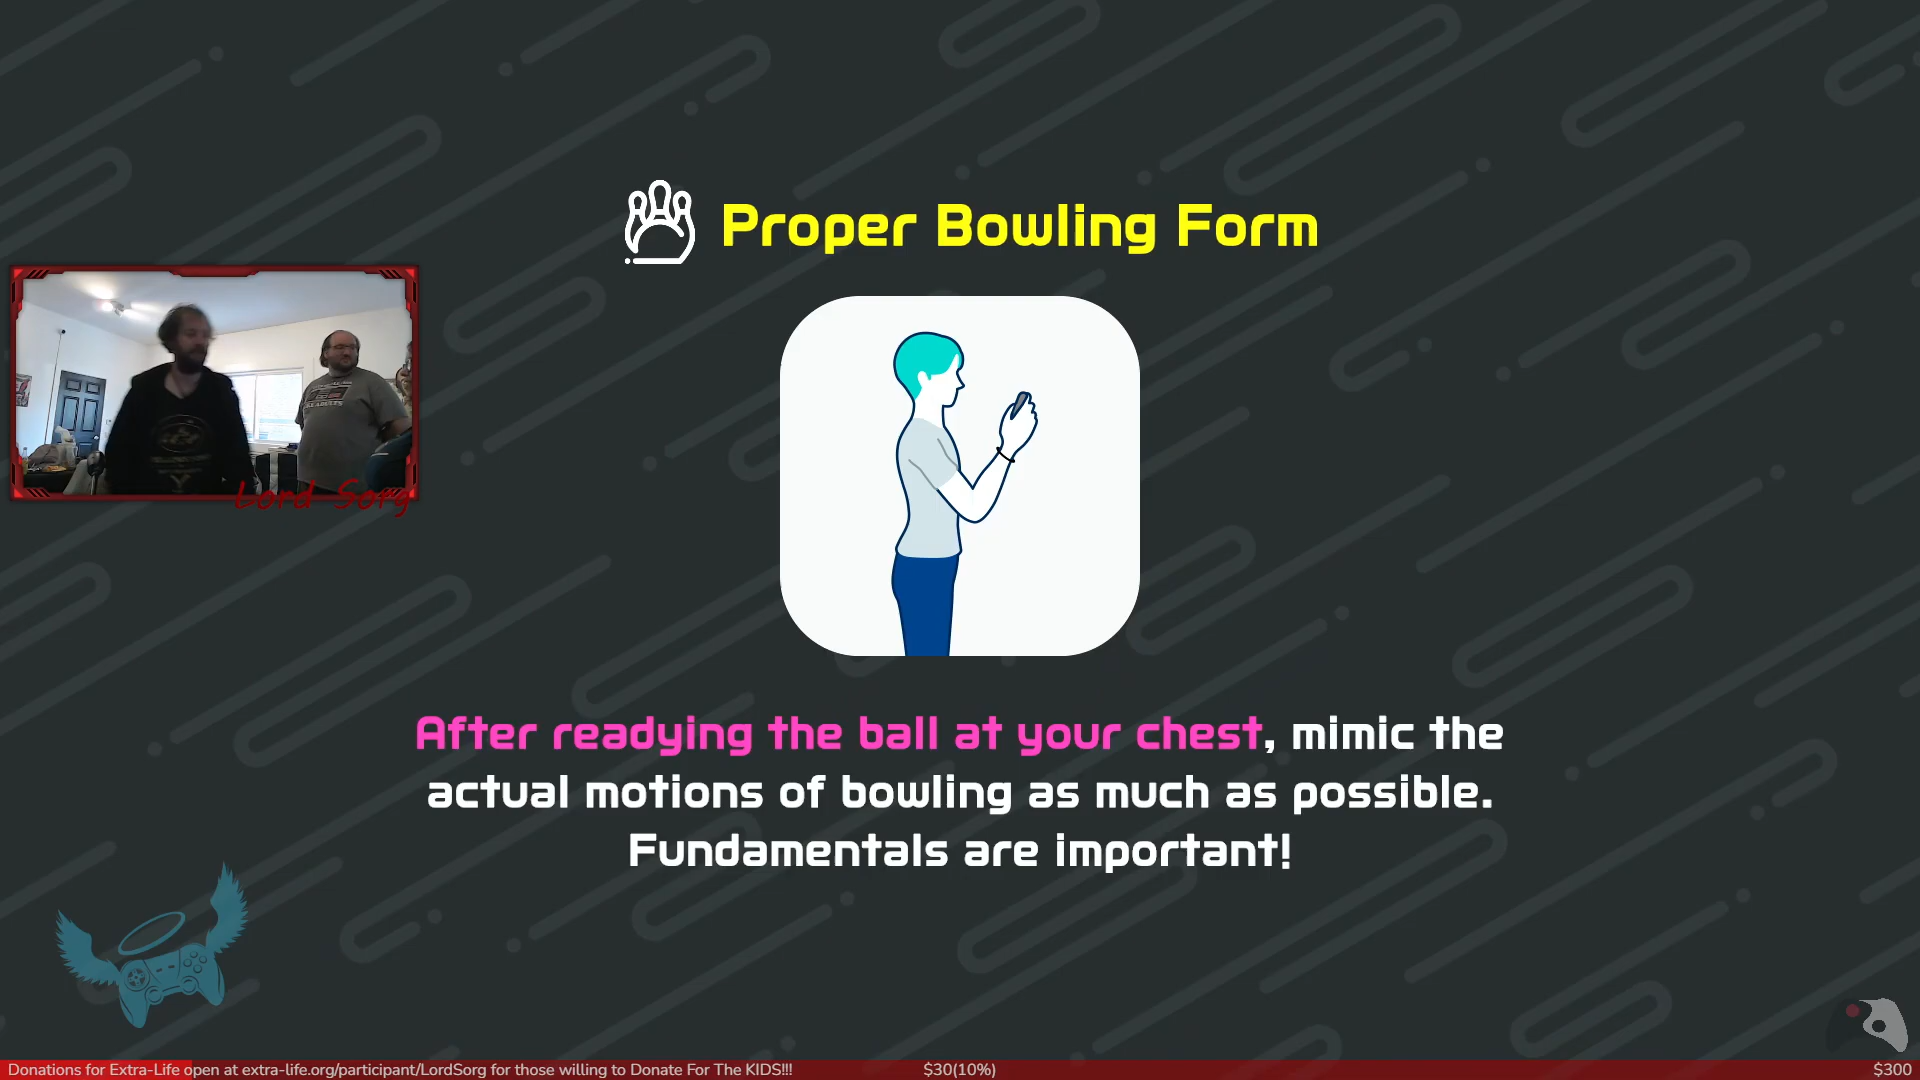 Proper Bowling Form
Lord Sorg
After readying the ball at your chest, mimic the
actual motions of bowling as much as possible.
Fundamentals are important!
Donations for Extra-Life open at extra-life.org/participant/LordSorg for those willing to Donate For The KIDS!!! $30(10%) $300